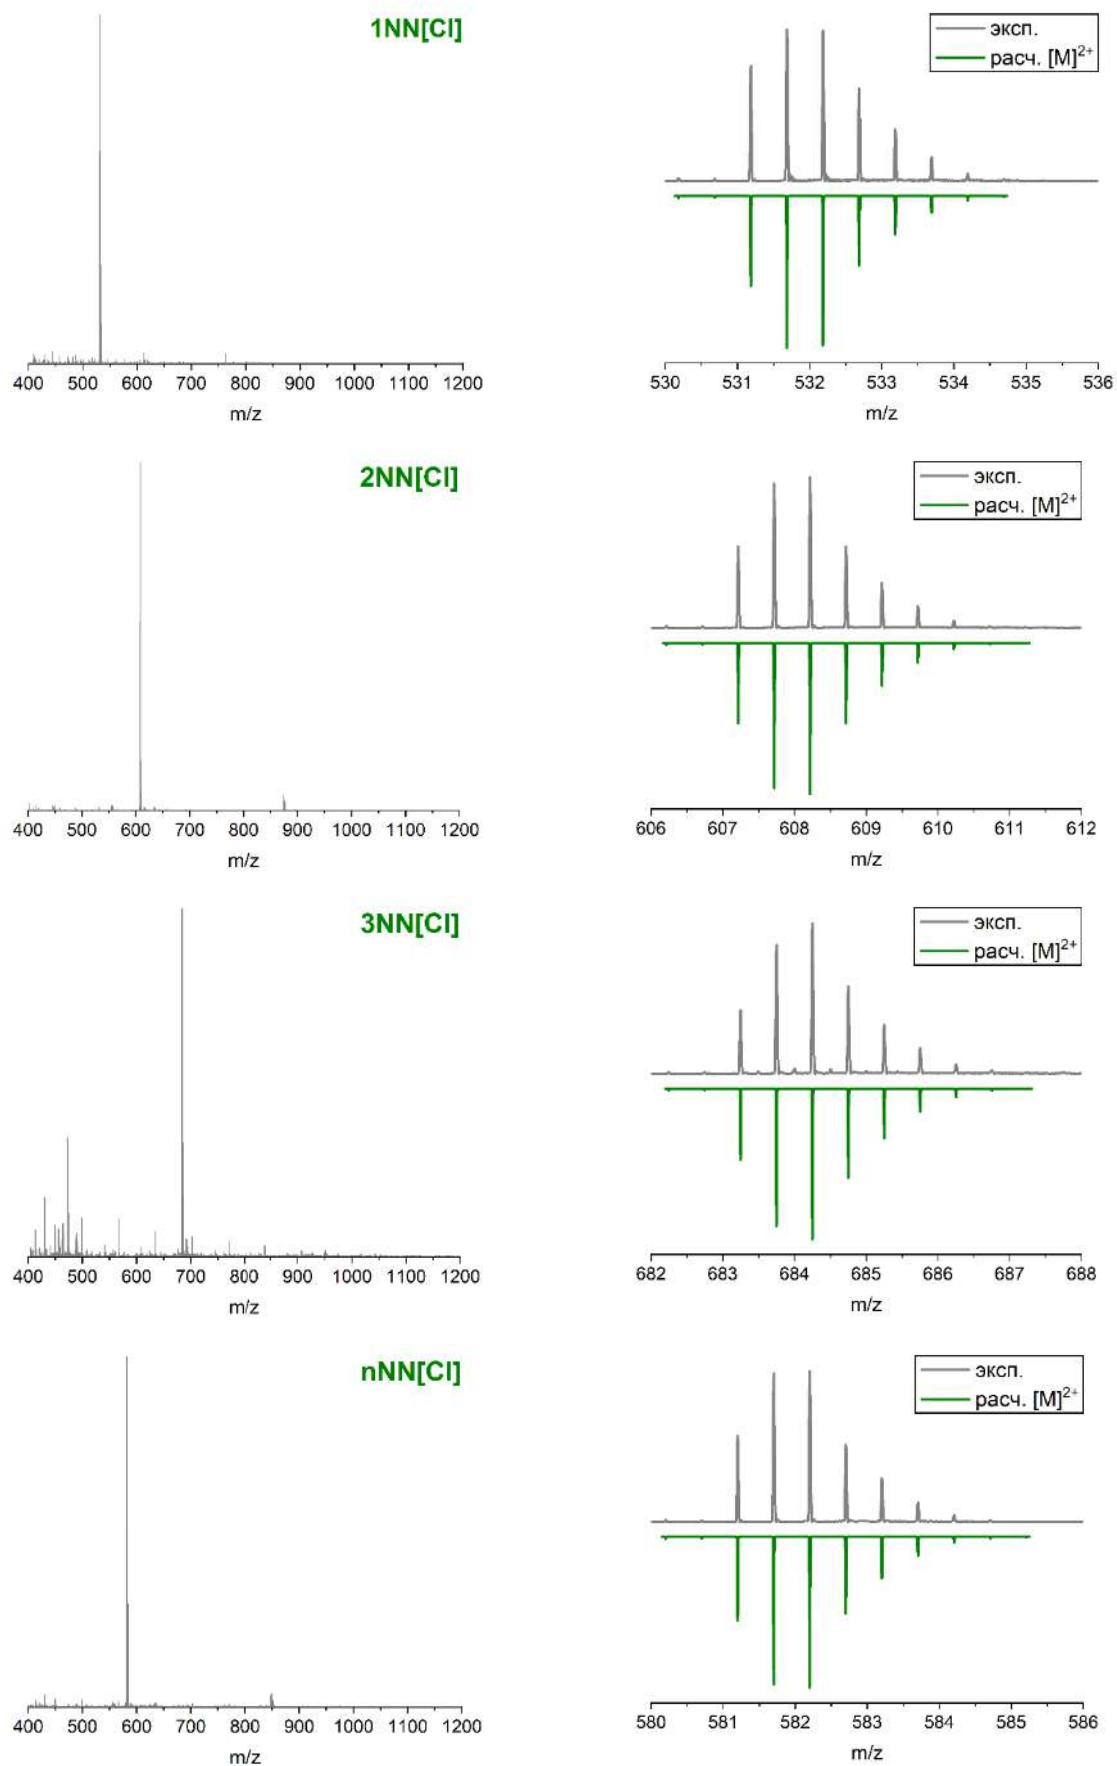 1NN[Cl]
400 500 600 700 800 900 1000 1100 1200
m/z
эксп.
расч. [M]²⁺
530 531 532 533 534 535 536
m/z
2NN[Cl]
400 500 600 700 800 900 1000 1100 1200
m/z
эксп.
расч. [M]²⁺
606 607 608 609 610 611 612
m/z
3NN[Cl]
400 500 600 700 800 900 1000 1100 1200
m/z
эксп.
расч. [M]²⁺
682 683 684 685 686 687 688
m/z
nNN[Cl]
400 500 600 700 800 900 1000 1100 1200
m/z
эксп.
расч. [M]²⁺
580 581 582 583 584 585 586
m/z